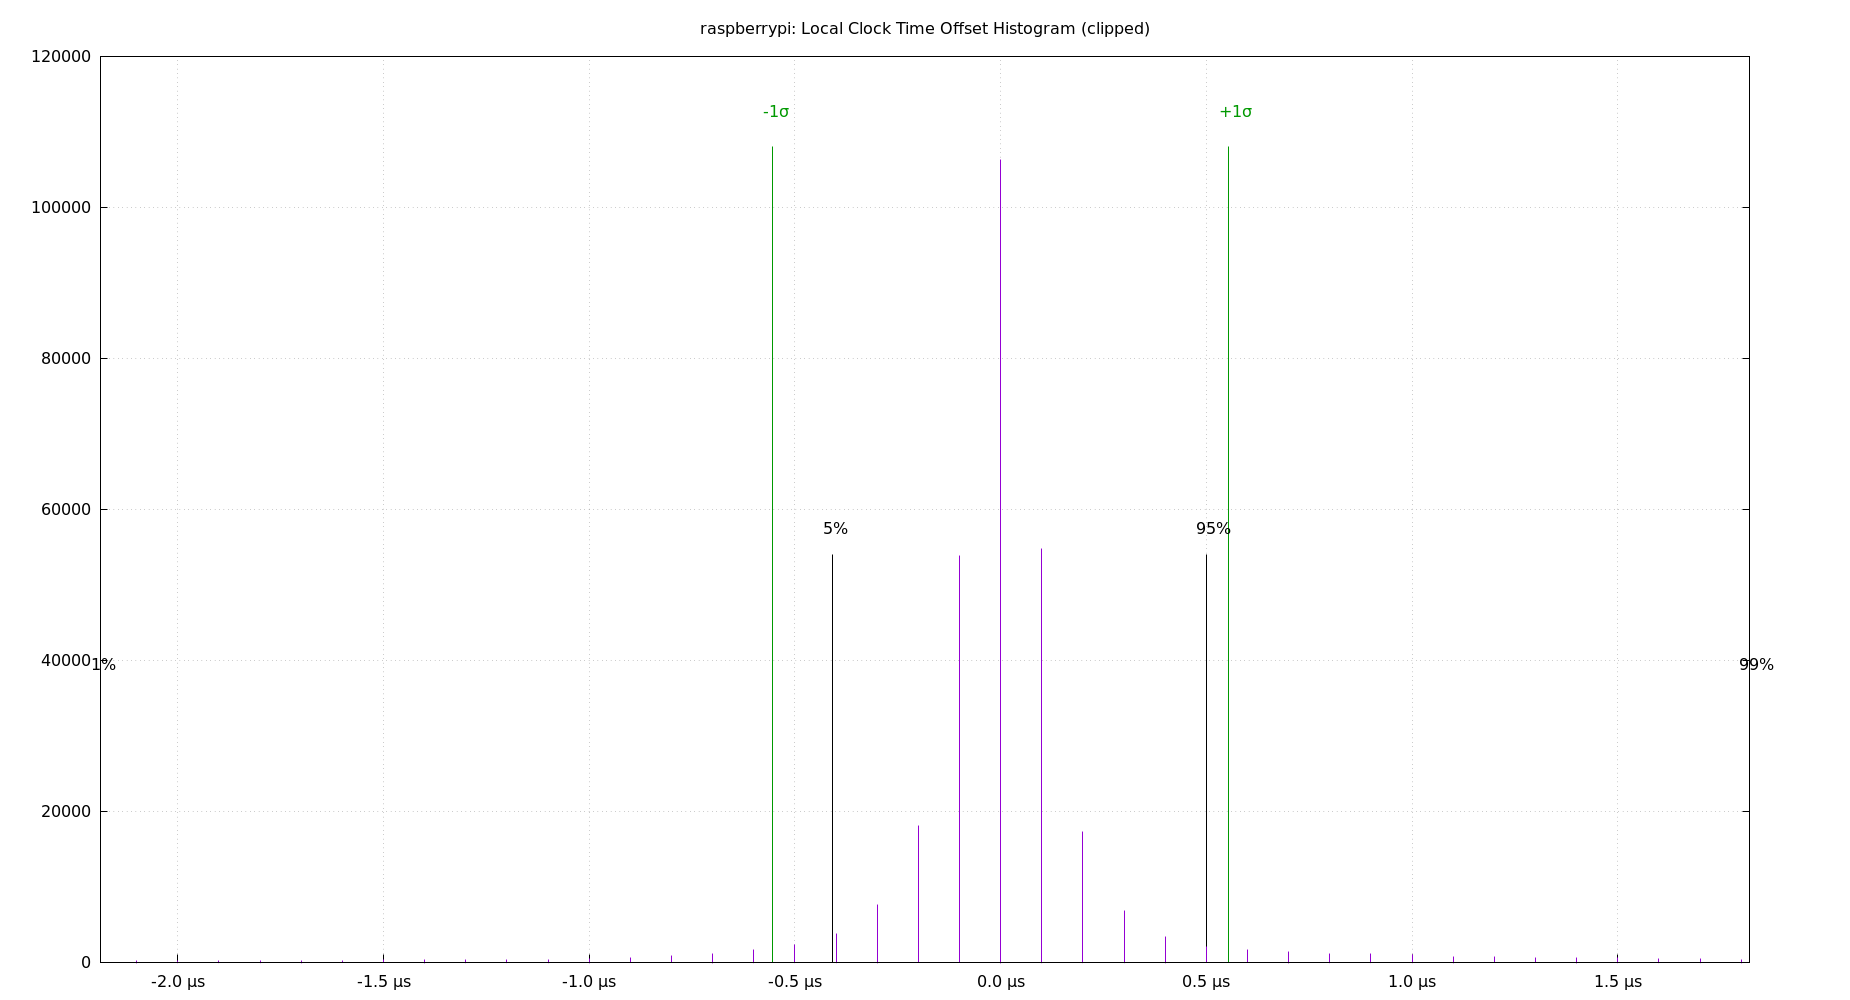 raspberrypi: Local Clock Time Offset Histogram (clipped)
120000
-1σ +1σ
100000
80000
60000
5% 95%
40000 1% 99%
20000
0
-2.0 µs -1.5 µs -1.0 µs -0.5 µs 0.0 µs 0.5 µs 1.0 µs 1.5 µs